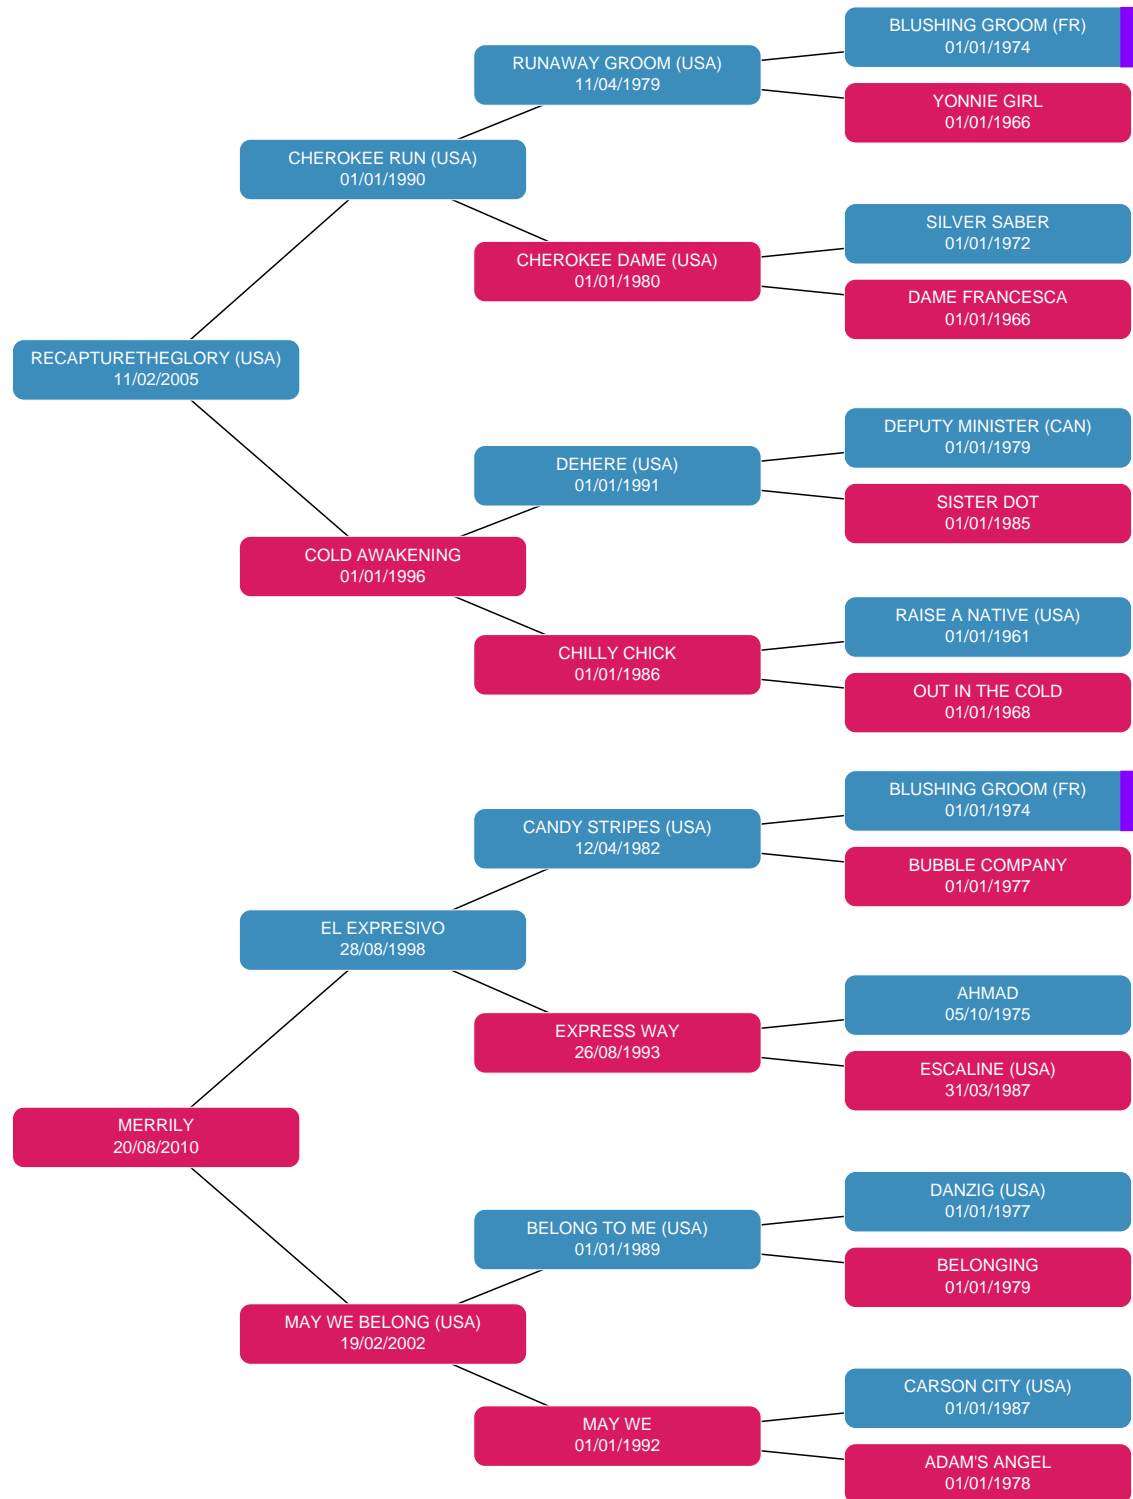 BLUSHING GROOM (FR)
01/01/1974
RUNAWAY GROOM (USA)
11/04/1979
YONNIE GIRL
01/01/1966
CHEROKEE RUN (USA)
01/01/1990
SILVER SABER
01/01/1972
CHEROKEE DAME (USA)
01/01/1980
DAME FRANCESCA
01/01/1966
RECAPTURETHEGLORY (USA)
11/02/2005
DEPUTY MINISTER (CAN)
01/01/1979
DEHERE (USA)
01/01/1991
SISTER DOT
01/01/1985
COLD AWAKENING
01/01/1996
RAISE A NATIVE (USA)
01/01/1961
CHILLY CHICK
01/01/1986
OUT IN THE COLD
01/01/1968
BLUSHING GROOM (FR)
01/01/1974
CANDY STRIPES (USA)
12/04/1982
BUBBLE COMPANY
01/01/1977
EL EXPRESIVO
28/08/1998
AHMAD
05/10/1975
EXPRESS WAY
26/08/1993
ESCALINE (USA)
31/03/1987
MERRILY
20/08/2010
DANZIG (USA)
01/01/1977
BELONG TO ME (USA)
01/01/1989
BELONGING
01/01/1979
MAY WE BELONG (USA)
19/02/2002
CARSON CITY (USA)
01/01/1987
MAY WE
01/01/1992
ADAM'S ANGEL
01/01/1978